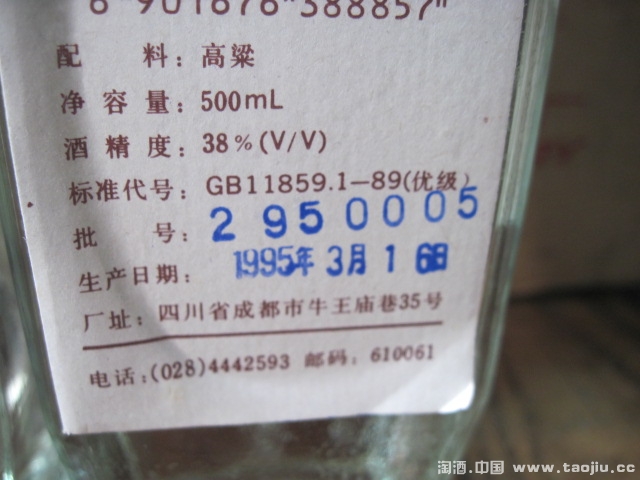 6 901676 388857
配 料：高粱
净 容 量：500mL
酒 精 度：38%(V/V)
标准代号：GB11859.1-89(优级)
批 号：2950005
生产日期：1995年3月16日
厂址：四川省成都市牛王庙巷35号
电话：(028)4442593 邮码：610061
淘酒.中国 www.taojiu.cc